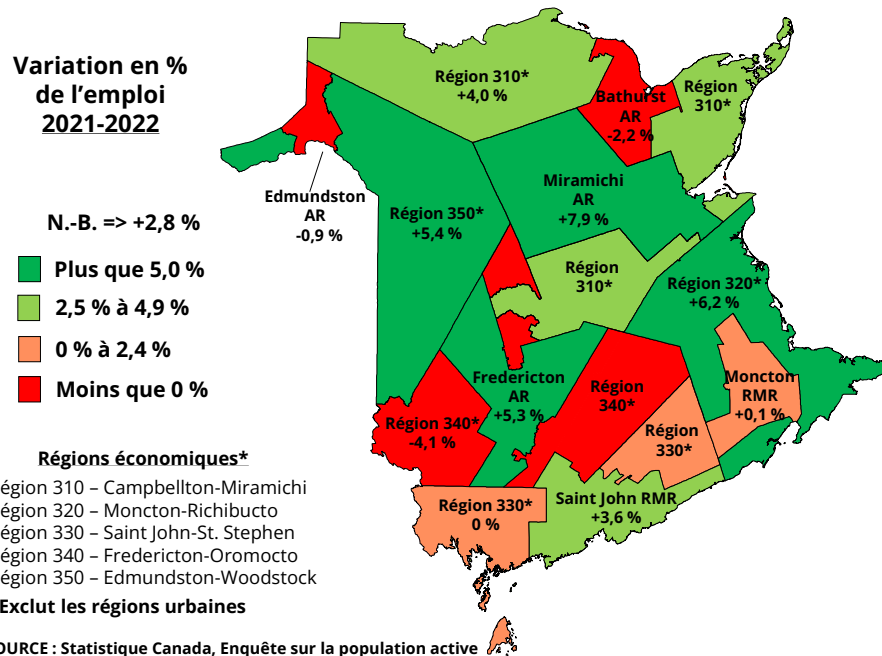 Variation en %
de l’emploi
2021-2022
N.-B. => +2,8 %
Plus que 5,0 %
2,5 % à 4,9 %
0 % à 2,4 %
Moins que 0 %
Région 310*
+4,0 %
Bathurst
AR
-2,2 %
Région
310*
Edmundston
AR
-0,9 %
Région 350*
+5,4 %
Miramichi
AR
+7,9 %
Région
310*
Région 320*
+6,2 %
Fredericton
AR
+5,3 %
Région
340*
Moncton
RMR
+0,1 %
Région 340*
-4,1 %
Région
330*
Région 330*
0 %
Saint John RMR
+3,6 %
Régions économiques*
égion 310 – Campbellton-Miramichi
égion 320 – Moncton-Richibucto
égion 330 – Saint John-St. Stephen
égion 340 – Fredericton-Oromocto
égion 350 – Edmundston-Woodstock
Exclut les régions urbaines
OURCE : Statistique Canada, Enquête sur la population active